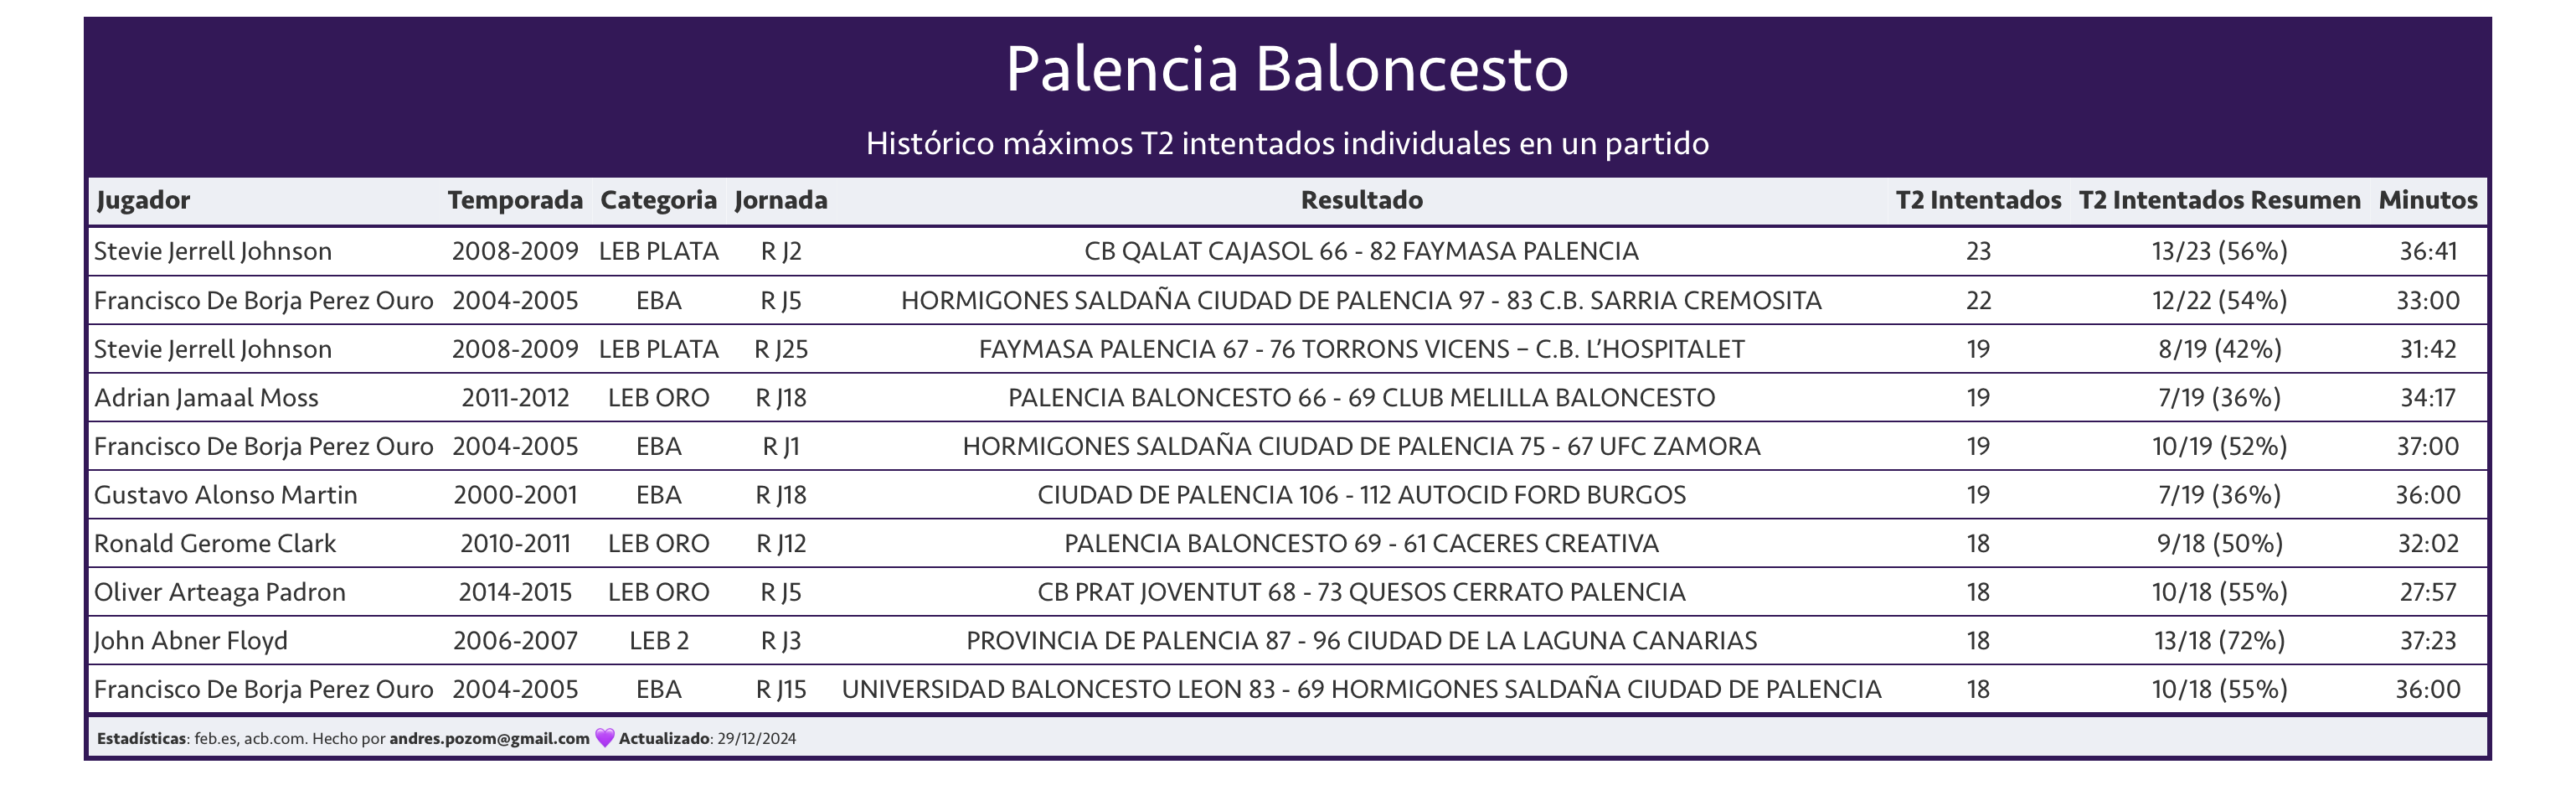 Palencia Baloncesto
Histórico máximos T2 intentados individuales en un partido
Jugador Temporada Categoria Jornada Resultado T2 Intentados T2 Intentados Resumen Minutos
Stevie Jerrell Johnson 2008-2009 LEB PLATA R J2 CB QALAT CAJASOL 66 - 82 FAYMASA PALENCIA 23 13/23 (56%) 36:41
Francisco De Borja Perez Ouro 2004-2005 EBA R J5 HORMIGONES SALDAÑA CIUDAD DE PALENCIA 97 - 83 C.B. SARRIA CREMOSITA 22 12/22 (54%) 33:00
Stevie Jerrell Johnson 2008-2009 LEB PLATA R J25 FAYMASA PALENCIA 67 - 76 TORRONS VICENS – C.B. L’HOSPITALET 19 8/19 (42%) 31:42
Adrian Jamaal Moss 2011-2012 LEB ORO R J18 PALENCIA BALONCESTO 66 - 69 CLUB MELILLA BALONCESTO 19 7/19 (36%) 34:17
Francisco De Borja Perez Ouro 2004-2005 EBA R J1 HORMIGONES SALDAÑA CIUDAD DE PALENCIA 75 - 67 UFC ZAMORA 19 10/19 (52%) 37:00
Gustavo Alonso Martin 2000-2001 EBA R J18 CIUDAD DE PALENCIA 106 - 112 AUTOCID FORD BURGOS 19 7/19 (36%) 36:00
Ronald Gerome Clark 2010-2011 LEB ORO R J12 PALENCIA BALONCESTO 69 - 61 CACERES CREATIVA 18 9/18 (50%) 32:02
Oliver Arteaga Padron 2014-2015 LEB ORO R J5 CB PRAT JOVENTUT 68 - 73 QUESOS CERRATO PALENCIA 18 10/18 (55%) 27:57
John Abner Floyd 2006-2007 LEB 2 R J3 PROVINCIA DE PALENCIA 87 - 96 CIUDAD DE LA LAGUNA CANARIAS 18 13/18 (72%) 37:23
Francisco De Borja Perez Ouro 2004-2005 EBA R J15 UNIVERSIDAD BALONCESTO LEON 83 - 69 HORMIGONES SALDAÑA CIUDAD DE PALENCIA 18 10/18 (55%) 36:00
Estadísticas: feb.es, acb.com. Hecho por andres.pozom@gmail.com 💜 Actualizado: 29/12/2024